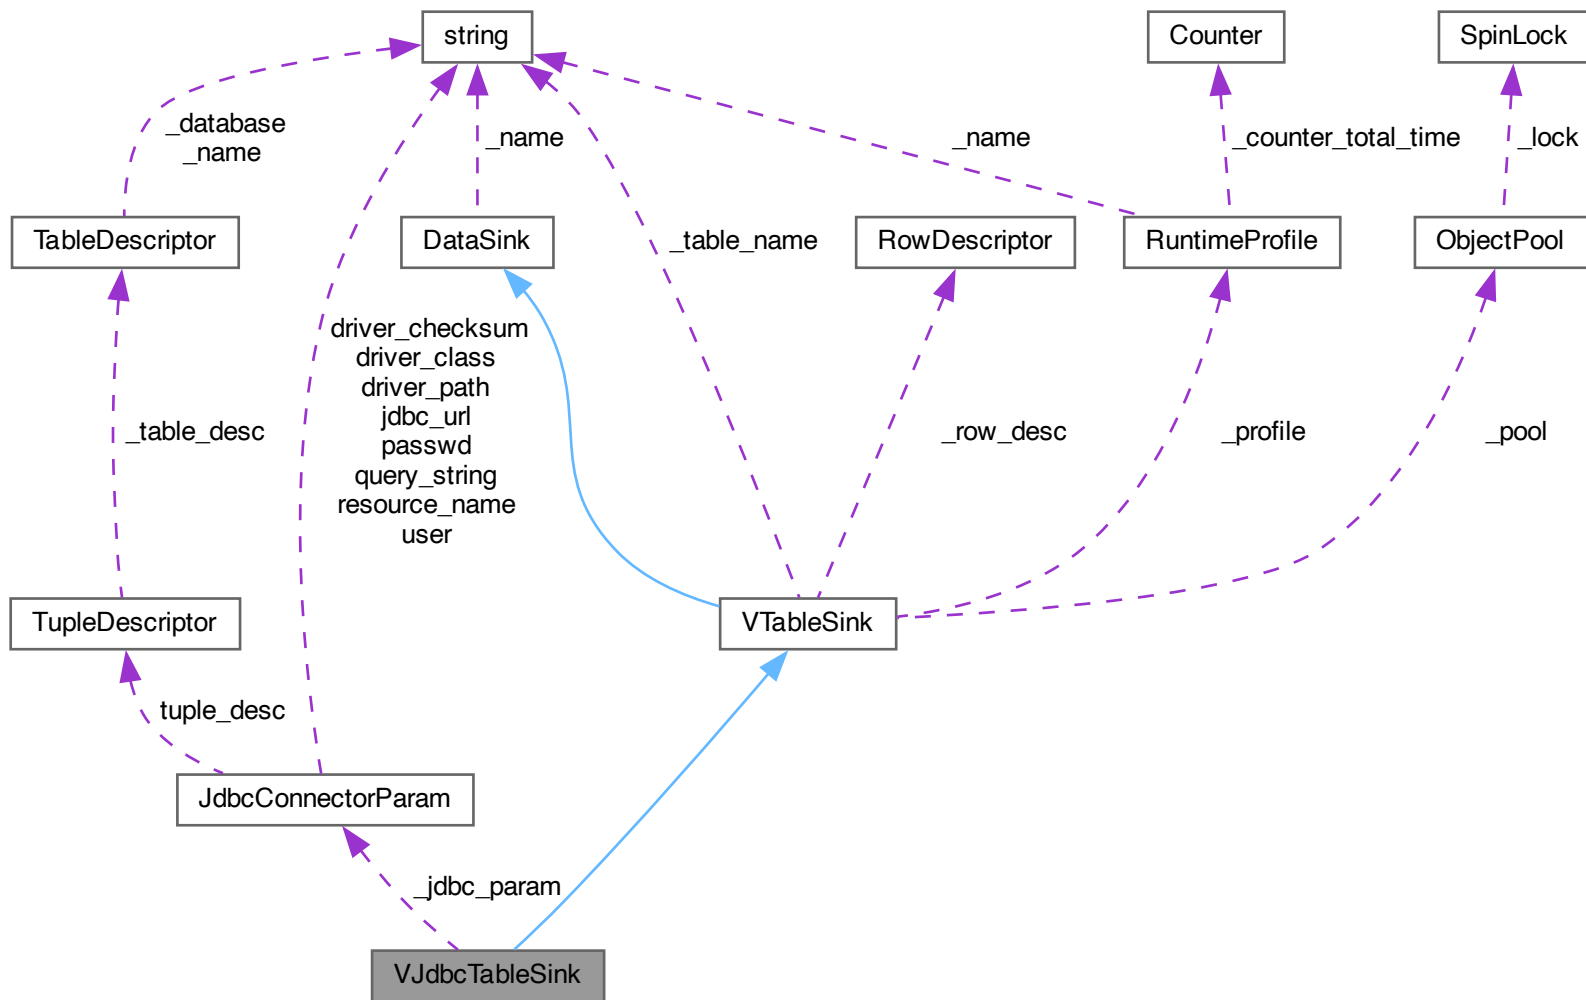 string
Counter
SpinLock
_database
_name
_name
_name
_counter_total_time
_lock
TableDescriptor
DataSink
_table_name
RowDescriptor
RuntimeProfile
ObjectPool
driver_checksum
driver_class
driver_path
jdbc_url
passwd
query_string
resource_name
user
_table_desc
_row_desc
_profile
_pool
TupleDescriptor
VTableSink
tuple_desc
JdbcConnectorParam
_jdbc_param
VJdbcTableSink